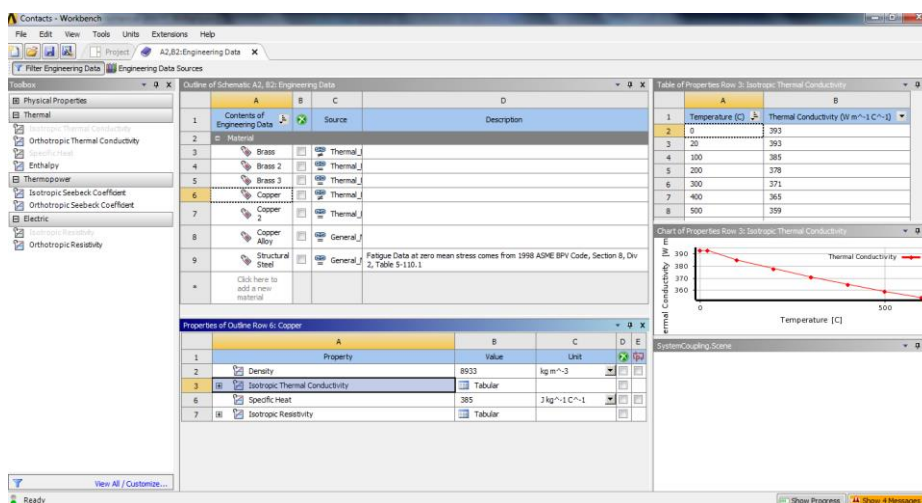 Contacts - Workbench
File Edit View Tools Units Extensions Help
Project A2,B2:Engineering Data X
Filter Engineering Data Engineering Data Sources
Toolbox
Physical Properties
Thermal
Isotropic Thermal Conductivity
Orthotropic Thermal Conductivity
Specific Heat
Enthalpy
Thermopower
Isotropic Seebeck Coefficient
Orthotropic Seebeck Coefficient
Electric
Isotropic Resistivity
Orthotropic Resistivity
View All / Customize...
Outline of Schematic A2, B2: Engineering Data
A B C D
1 Contents of Engineering Data Source Description
2 Material
3 Brass Thermal_
4 Brass 2 Thermal_
5 Brass 3 Thermal_
6 Copper Thermal_
7 Copper 2 Thermal_
8 Copper Alloy General_
9 Structural Steel General_ Fatigue Data at zero mean stress comes from 1998 ASME BPV Code, Section 8, Div 2, Table 5-110.1
* Click here to add a new material
Properties of Outline Row 6: Copper
A B C D E
1 Property Value Unit
2 Density 8933 kg m^-3
3 Isotropic Thermal Conductivity Tabular
6 Specific Heat 385 J kg^-1 C^-1
7 Isotropic Resistivity Tabular
Table of Properties Row 3: Isotropic Thermal Conductivity
A B
1 Temperature (C) Thermal Conductivity (W m^-1 C^-1)
2 0 393
3 20 393
4 100 385
5 200 378
6 300 371
7 400 365
8 500 359
Chart of Properties Row 3: Isotropic Thermal Conductivity
ermal Conductivity [W m
390
380
370
360
Thermal Conductivity
0 500
Temperature [C]
SystemCoupling.Scene
Ready
Show Progress Show 4 Messages